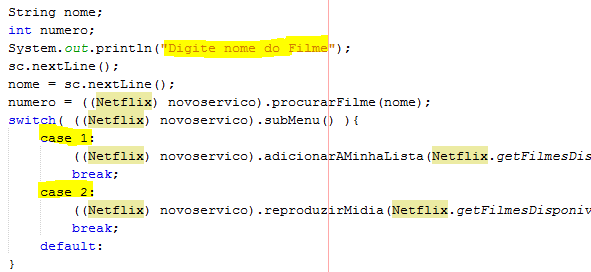 String nome;
int numero;
System.out.println("Digite nome do Filme");
sc.nextLine();
nome = sc.nextLine();
numero = ((Netflix) novoservico).procurarFilme(nome);
switch( ((Netflix) novoservico).subMenu() ){
case 1:
((Netflix) novoservico).adicionarAMinhaLista(Netflix.getFilmesDis
break;
case 2:
((Netflix) novoservico).reproduzirMidia(Netflix.getFilmesDisponiv
break;
default:
}